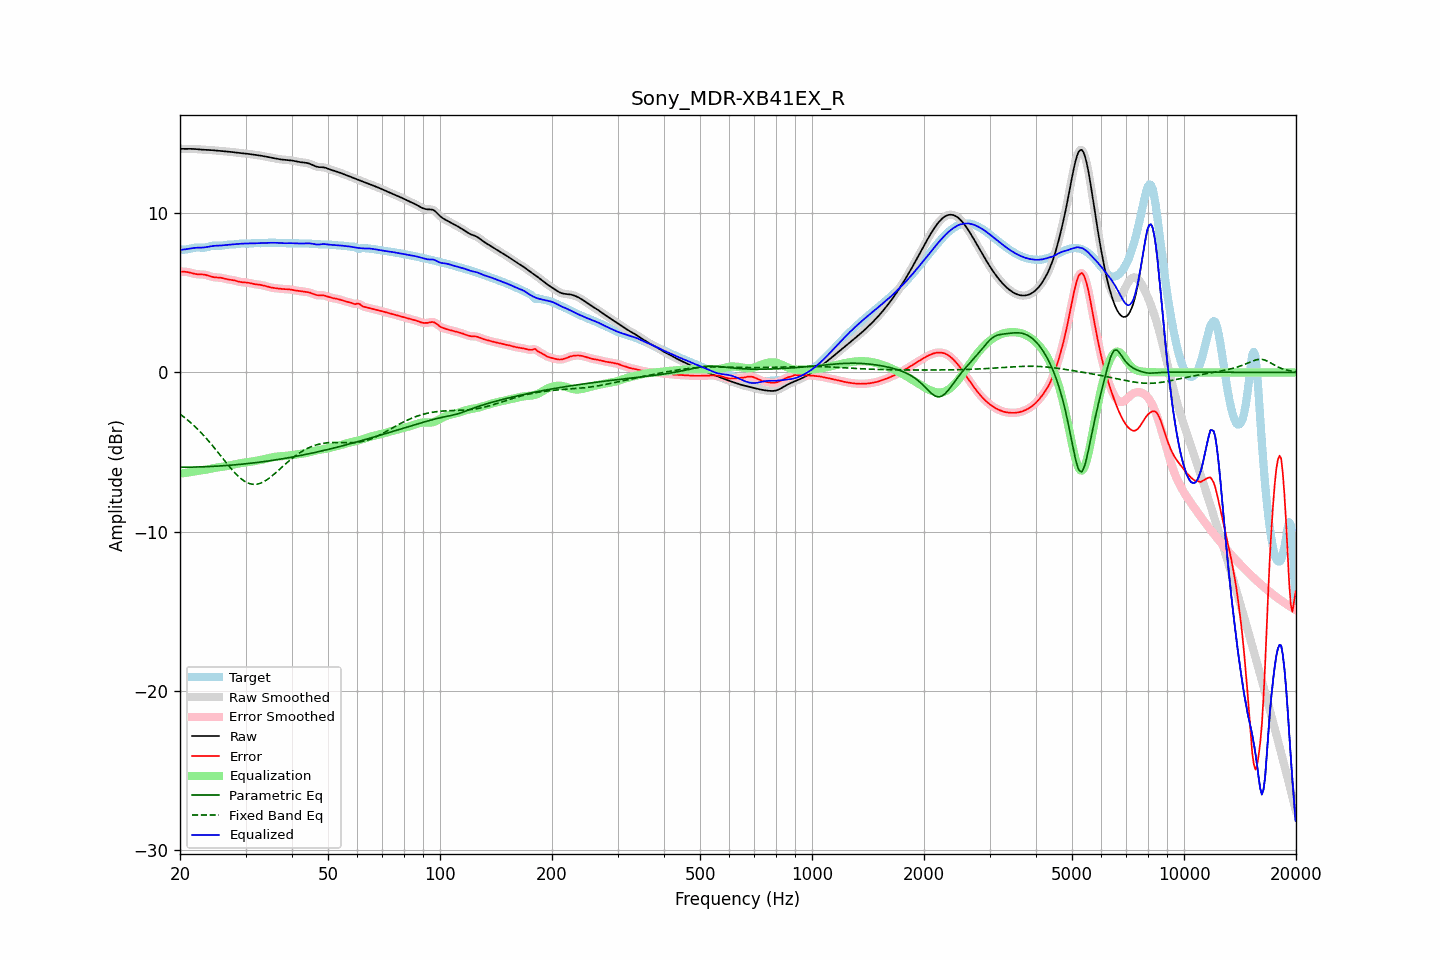 Sony_MDR-XB41EX_R
10
0
−10
−20
−30
Amplitude (dBr)
Target
Raw Smoothed
Error Smoothed
Raw
Error
Equalization
Parametric Eq
Fixed Band Eq
Equalized
20 50 100 200 500 1000 2000 5000 10000 20000
Frequency (Hz)